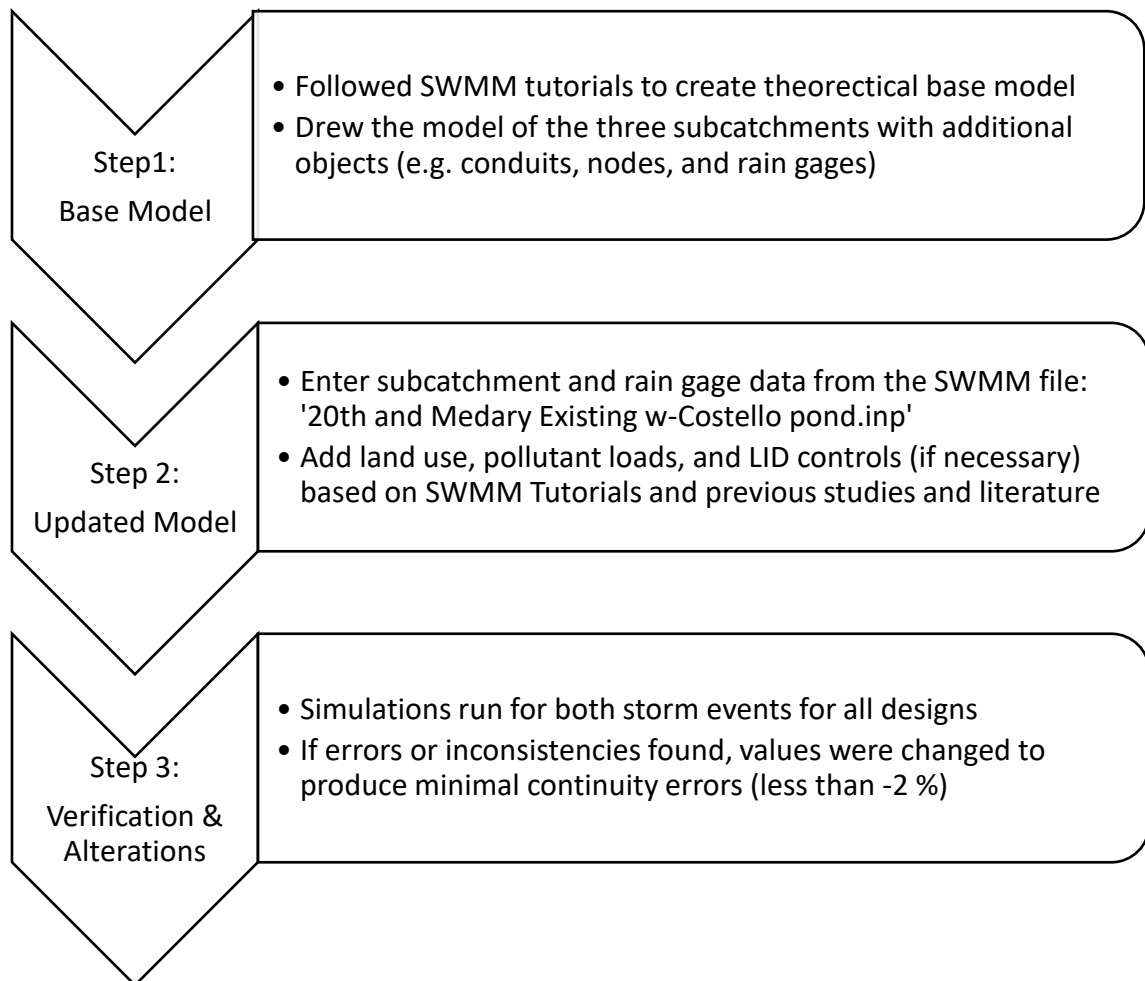 Step1:
Base Model
• Followed SWMM tutorials to create theorectical base model
• Drew the model of the three subcatchments with additional
objects (e.g. conduits, nodes, and rain gages)
Step 2:
Updated Model
• Enter subcatchment and rain gage data from the SWMM file:
'20th and Medary Existing w-Costello pond.inp'
• Add land use, pollutant loads, and LID controls (if necessary)
based on SWMM Tutorials and previous studies and literature
Step 3:
Verification &
Alterations
• Simulations run for both storm events for all designs
• If errors or inconsistencies found, values were changed to
produce minimal continuity errors (less than -2 %)